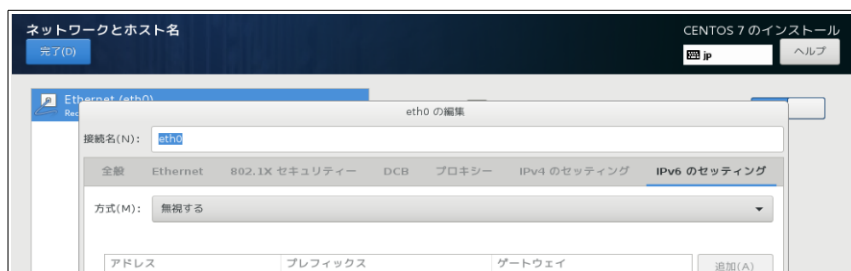 ネットワークとホスト名
CENTOS 7 のインストール
完了(D)
jp
ヘルプ
Ethernet (eth0)
eth0 の編集
接続名(N): eth0
全般 Ethernet 802.1X セキュリティー DCB プロキシー IPv4 のセッティング IPv6 のセッティング
方式(M): 無視する
アドレス プレフィックス ゲートウェイ 追加(A)